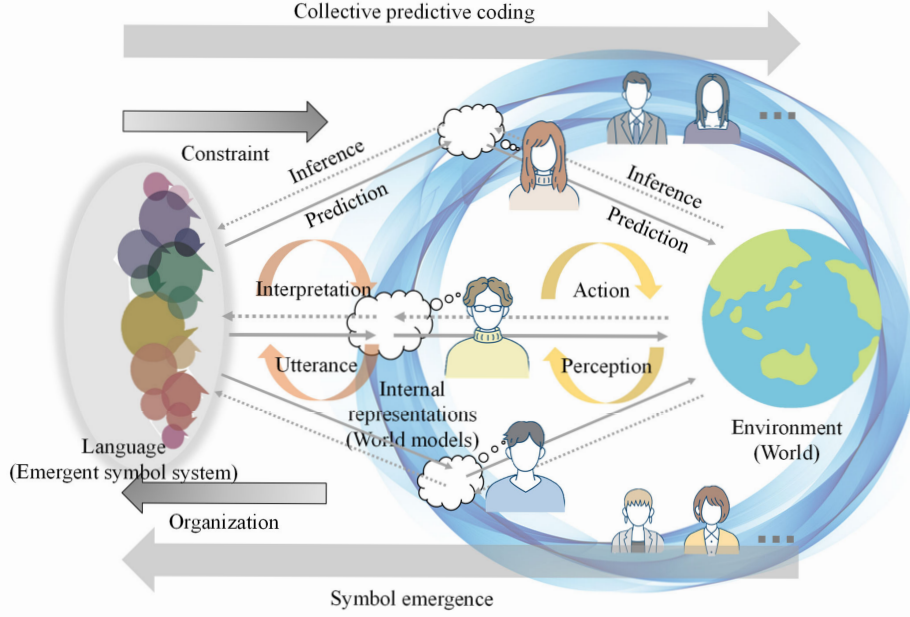 Collective predictive coding
Constraint
Inference
Prediction
Inference
Prediction
Interpretation
Action
Utterance
Perception
Internal
representations
(World models)
Language
(Emergent symbol system)
Environment
(World)
Organization
Symbol emergence